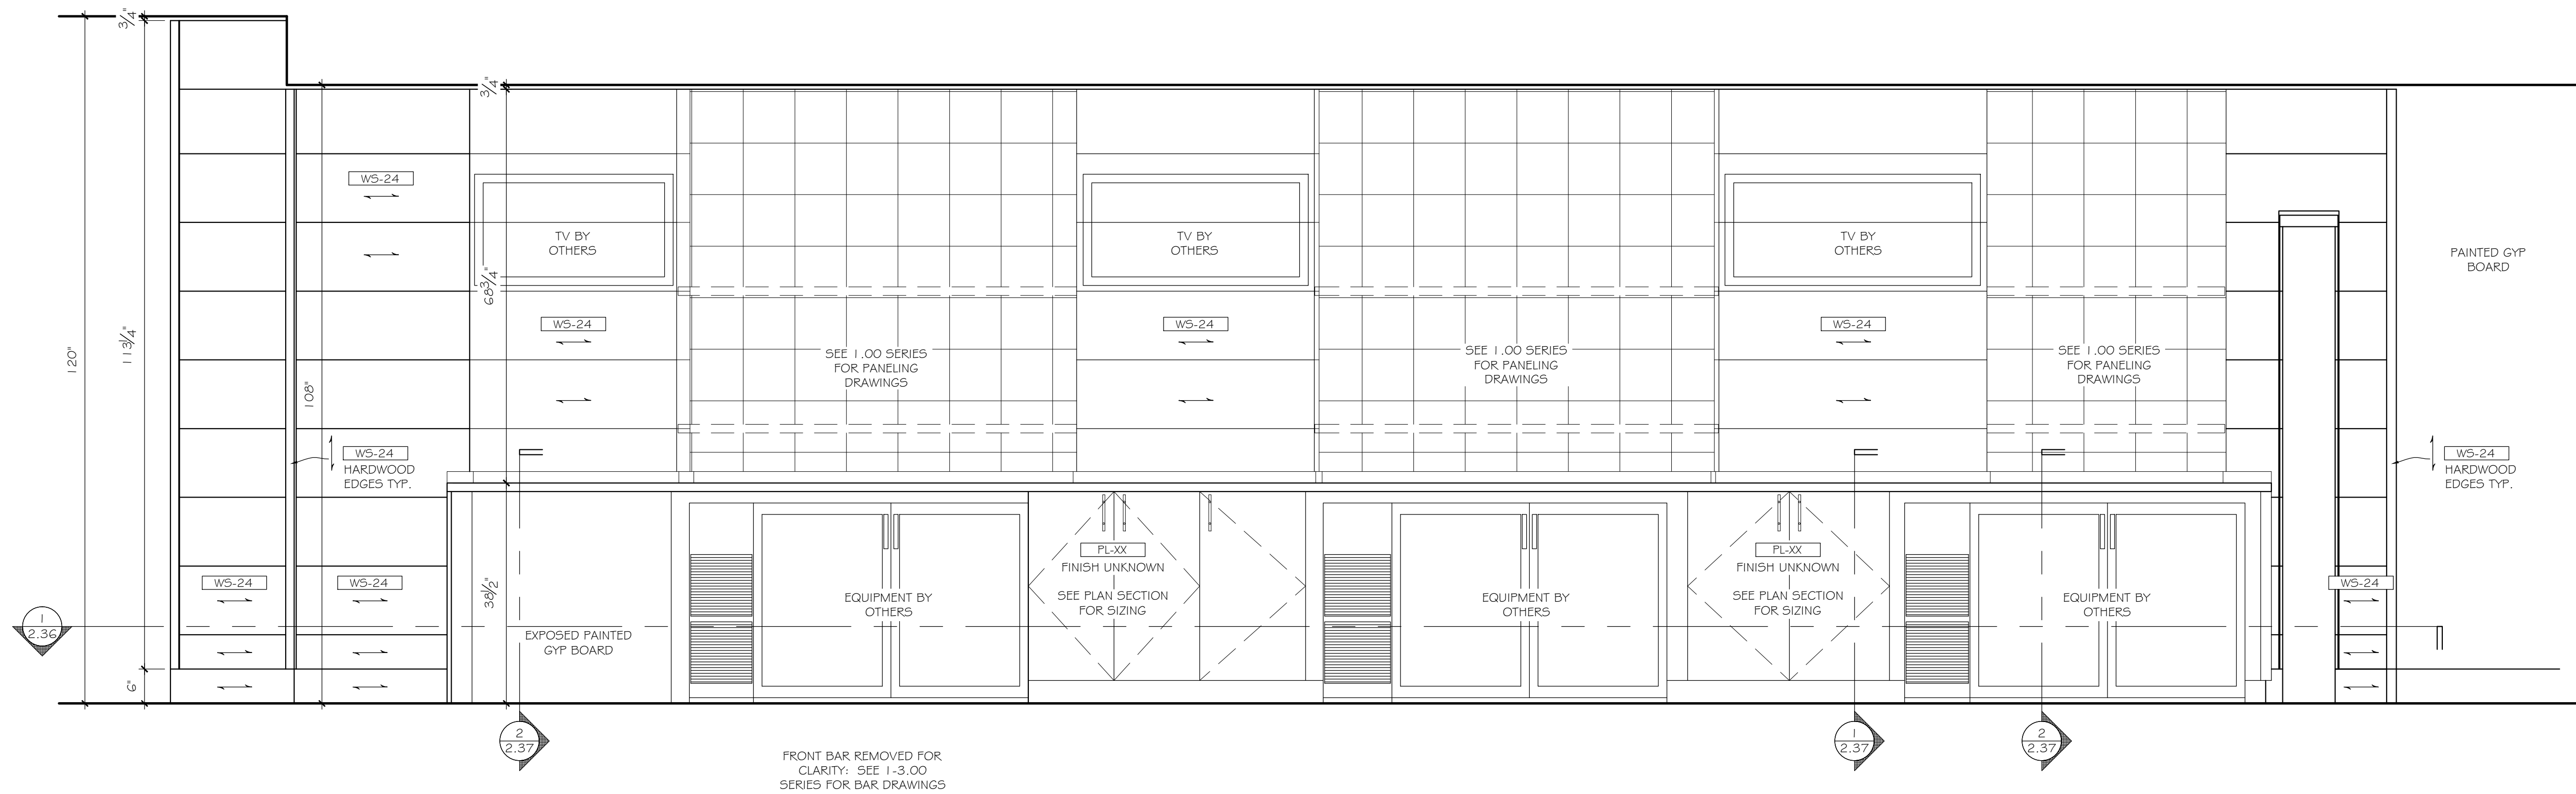 3/4"
3/4"
WS-24
TV BY
OTHERS
TV BY
OTHERS
TV BY
OTHERS
PAINTED GYP
BOARD
68 3/4"
120"
113 1/4"
108"
WS-24
WS-24
WS-24
SEE 1.00 SERIES
FOR PANELING
DRAWINGS
SEE 1.00 SERIES
FOR PANELING
DRAWINGS
SEE 1.00 SERIES
FOR PANELING
DRAWINGS
WS-24
HARDWOOD
EDGES TYP.
WS-24
HARDWOOD
EDGES TYP.
WS-24
WS-24
38 1/2"
PL-XX
FINISH UNKNOWN
SEE PLAN SECTION
FOR SIZING
PL-XX
FINISH UNKNOWN
SEE PLAN SECTION
FOR SIZING
WS-24
EQUIPMENT BY
OTHERS
EQUIPMENT BY
OTHERS
EQUIPMENT BY
OTHERS
1
2.36
EXPOSED PAINTED
GYP BOARD
6"
2
2.37
1
2.37
2
2.37
FRONT BAR REMOVED FOR
CLARITY: SEE 1-3.00
SERIES FOR BAR DRAWINGS